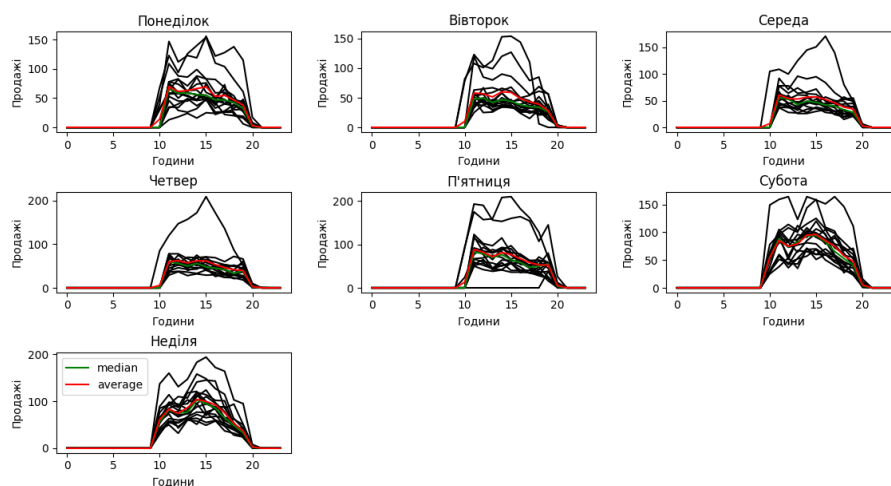 Понеділок
Вівторок
Середа
150
100
50
0
Продажі
0 5 10 15 20
Години
150
100
50
0
Продажі
0 5 10 15 20
Години
150
100
50
0
Продажі
0 5 10 15 20
Години
Четвер
П'ятниця
Субота
200
100
0
Продажі
0 5 10 15 20
Години
200
100
0
Продажі
0 5 10 15 20
Години
150
100
50
0
Продажі
0 5 10 15 20
Години
Неділя
200
100
0
Продажі
median
average
0 5 10 15 20
Години